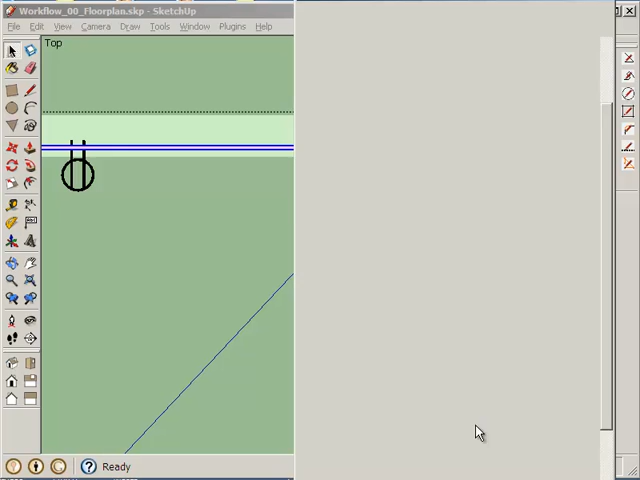 Workflow_00_Floorplan.skp - SketchUp
File Edit View Camera Draw Tools Window Plugins Help
Top
Ready